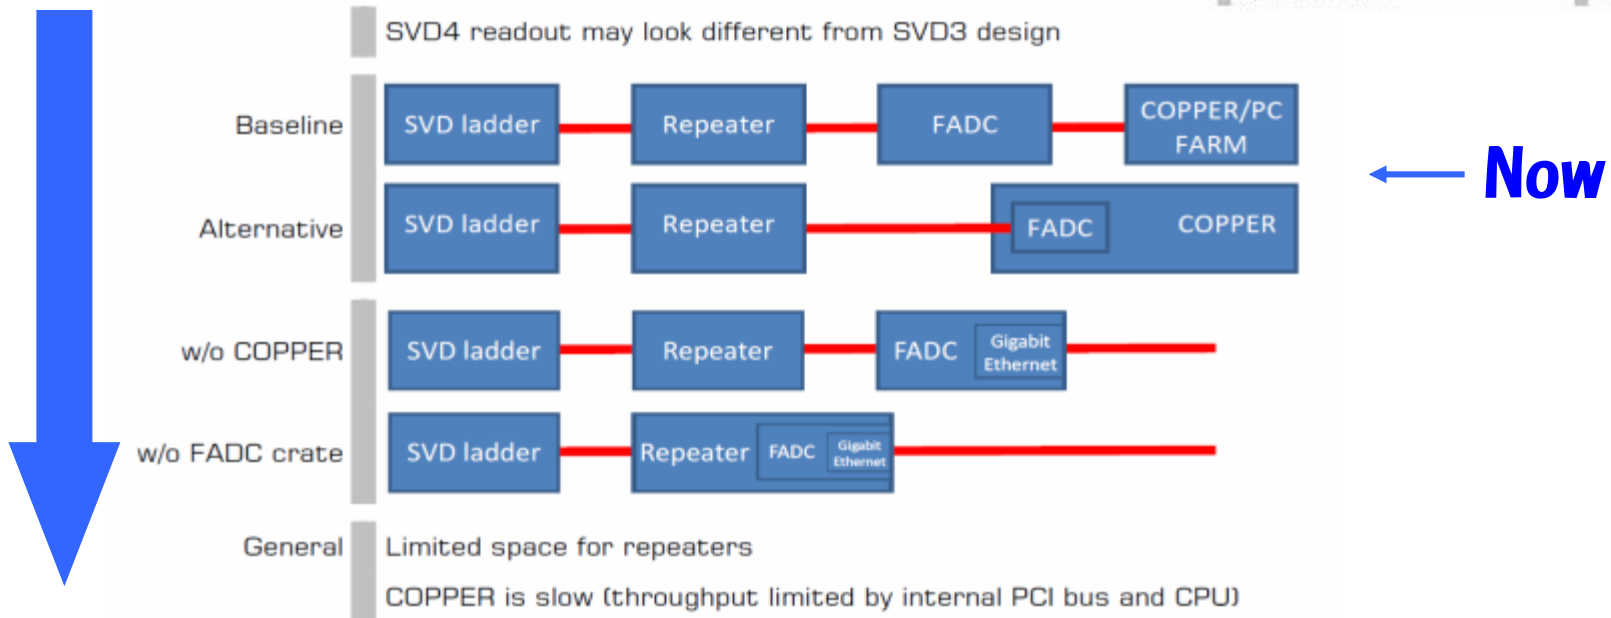 SVD4 readout may look different from SVD3 design
Baseline
SVD ladder
Repeater
FADC
COPPER/PC
FARM
Now
Alternative
SVD ladder
Repeater
FADC
COPPER
w/o COPPER
SVD ladder
Repeater
FADC
Gigabit
Ethernet
w/o FADC crate
SVD ladder
Repeater
FADC
Gigabit
Ethernet
General
Limited space for repeaters
COPPER is slow (throughput limited by internal PCI bus and CPU)